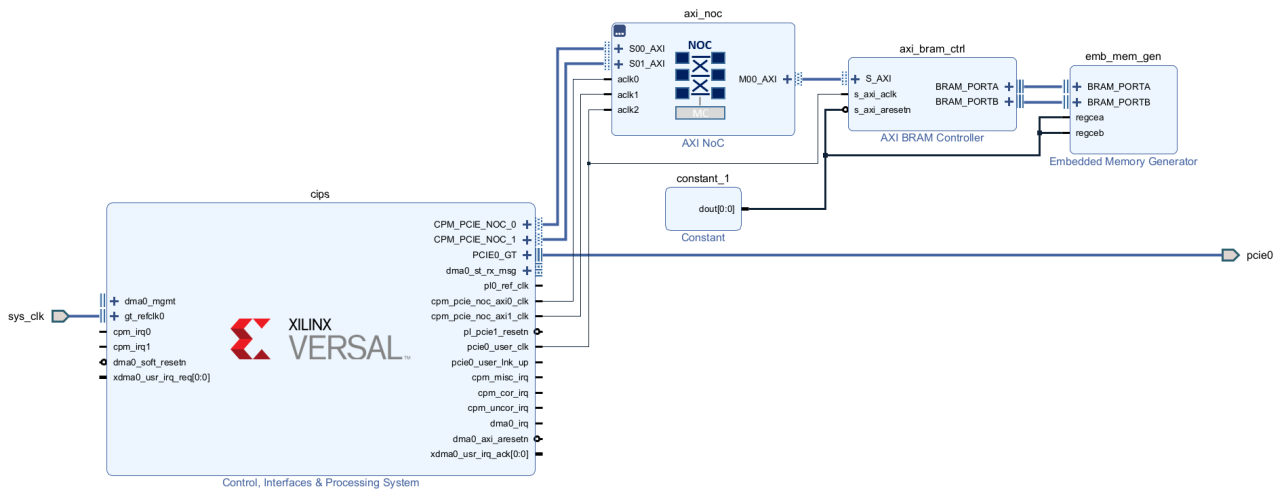 axi_noc
NOC
S00_AXI
S01_AXI
aclk0
aclk1
aclk2
M00_AXI
MC
AXI NoC
axi_bram_ctrl
S_AXI
s_axi_aclk
s_axi_aresetn
BRAM_PORTA
BRAM_PORTB
AXI BRAM Controller
emb_mem_gen
BRAM_PORTA
BRAM_PORTB
regcea
regceb
Embedded Memory Generator
constant_1
dout[0:0]
Constant
cips
CPM_PCIE_NOC_0
CPM_PCIE_NOC_1
PCIE0_GT
dma0_st_rx_msg
pl0_ref_clk
cpm_pcie_noc_axi0_clk
cpm_pcie_noc_axi1_clk
pl_pcie1_resetn
pcie0_user_clk
pcie0_user_lnk_up
cpm_misc_irq
cpm_cor_irq
cpm_uncor_irq
dma0_irq
dma0_axi_aresetn
xdma0_usr_irq_ack[0:0]
sys_clk
dma0_mgmt
gt_refclk0
cpm_irq0
cpm_irq1
dma0_soft_resetn
xdma0_usr_irq_req[0:0]
XILINX
VERSAL™
Control, Interfaces & Processing System
pcie0